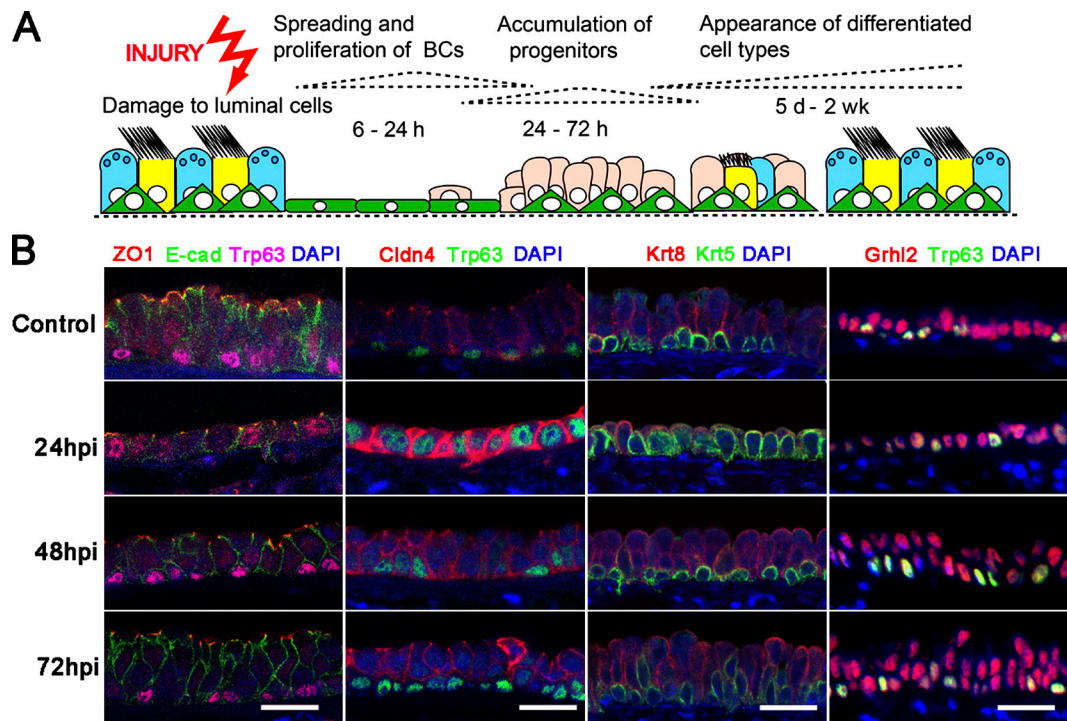 A
INJURY
Spreading and
proliferation of BCs
Accumulation of
progenitors
Appearance of differentiated
cell types
Damage to luminal cells
6 - 24 h
24 - 72 h
5 d - 2 wk
B
ZO1 E-cad Trp63 DAPI
Cldn4 Trp63 DAPI
Krt8 Krt5 DAPI
Grhl2 Trp63 DAPI
Control
24hpi
48hpi
72hpi